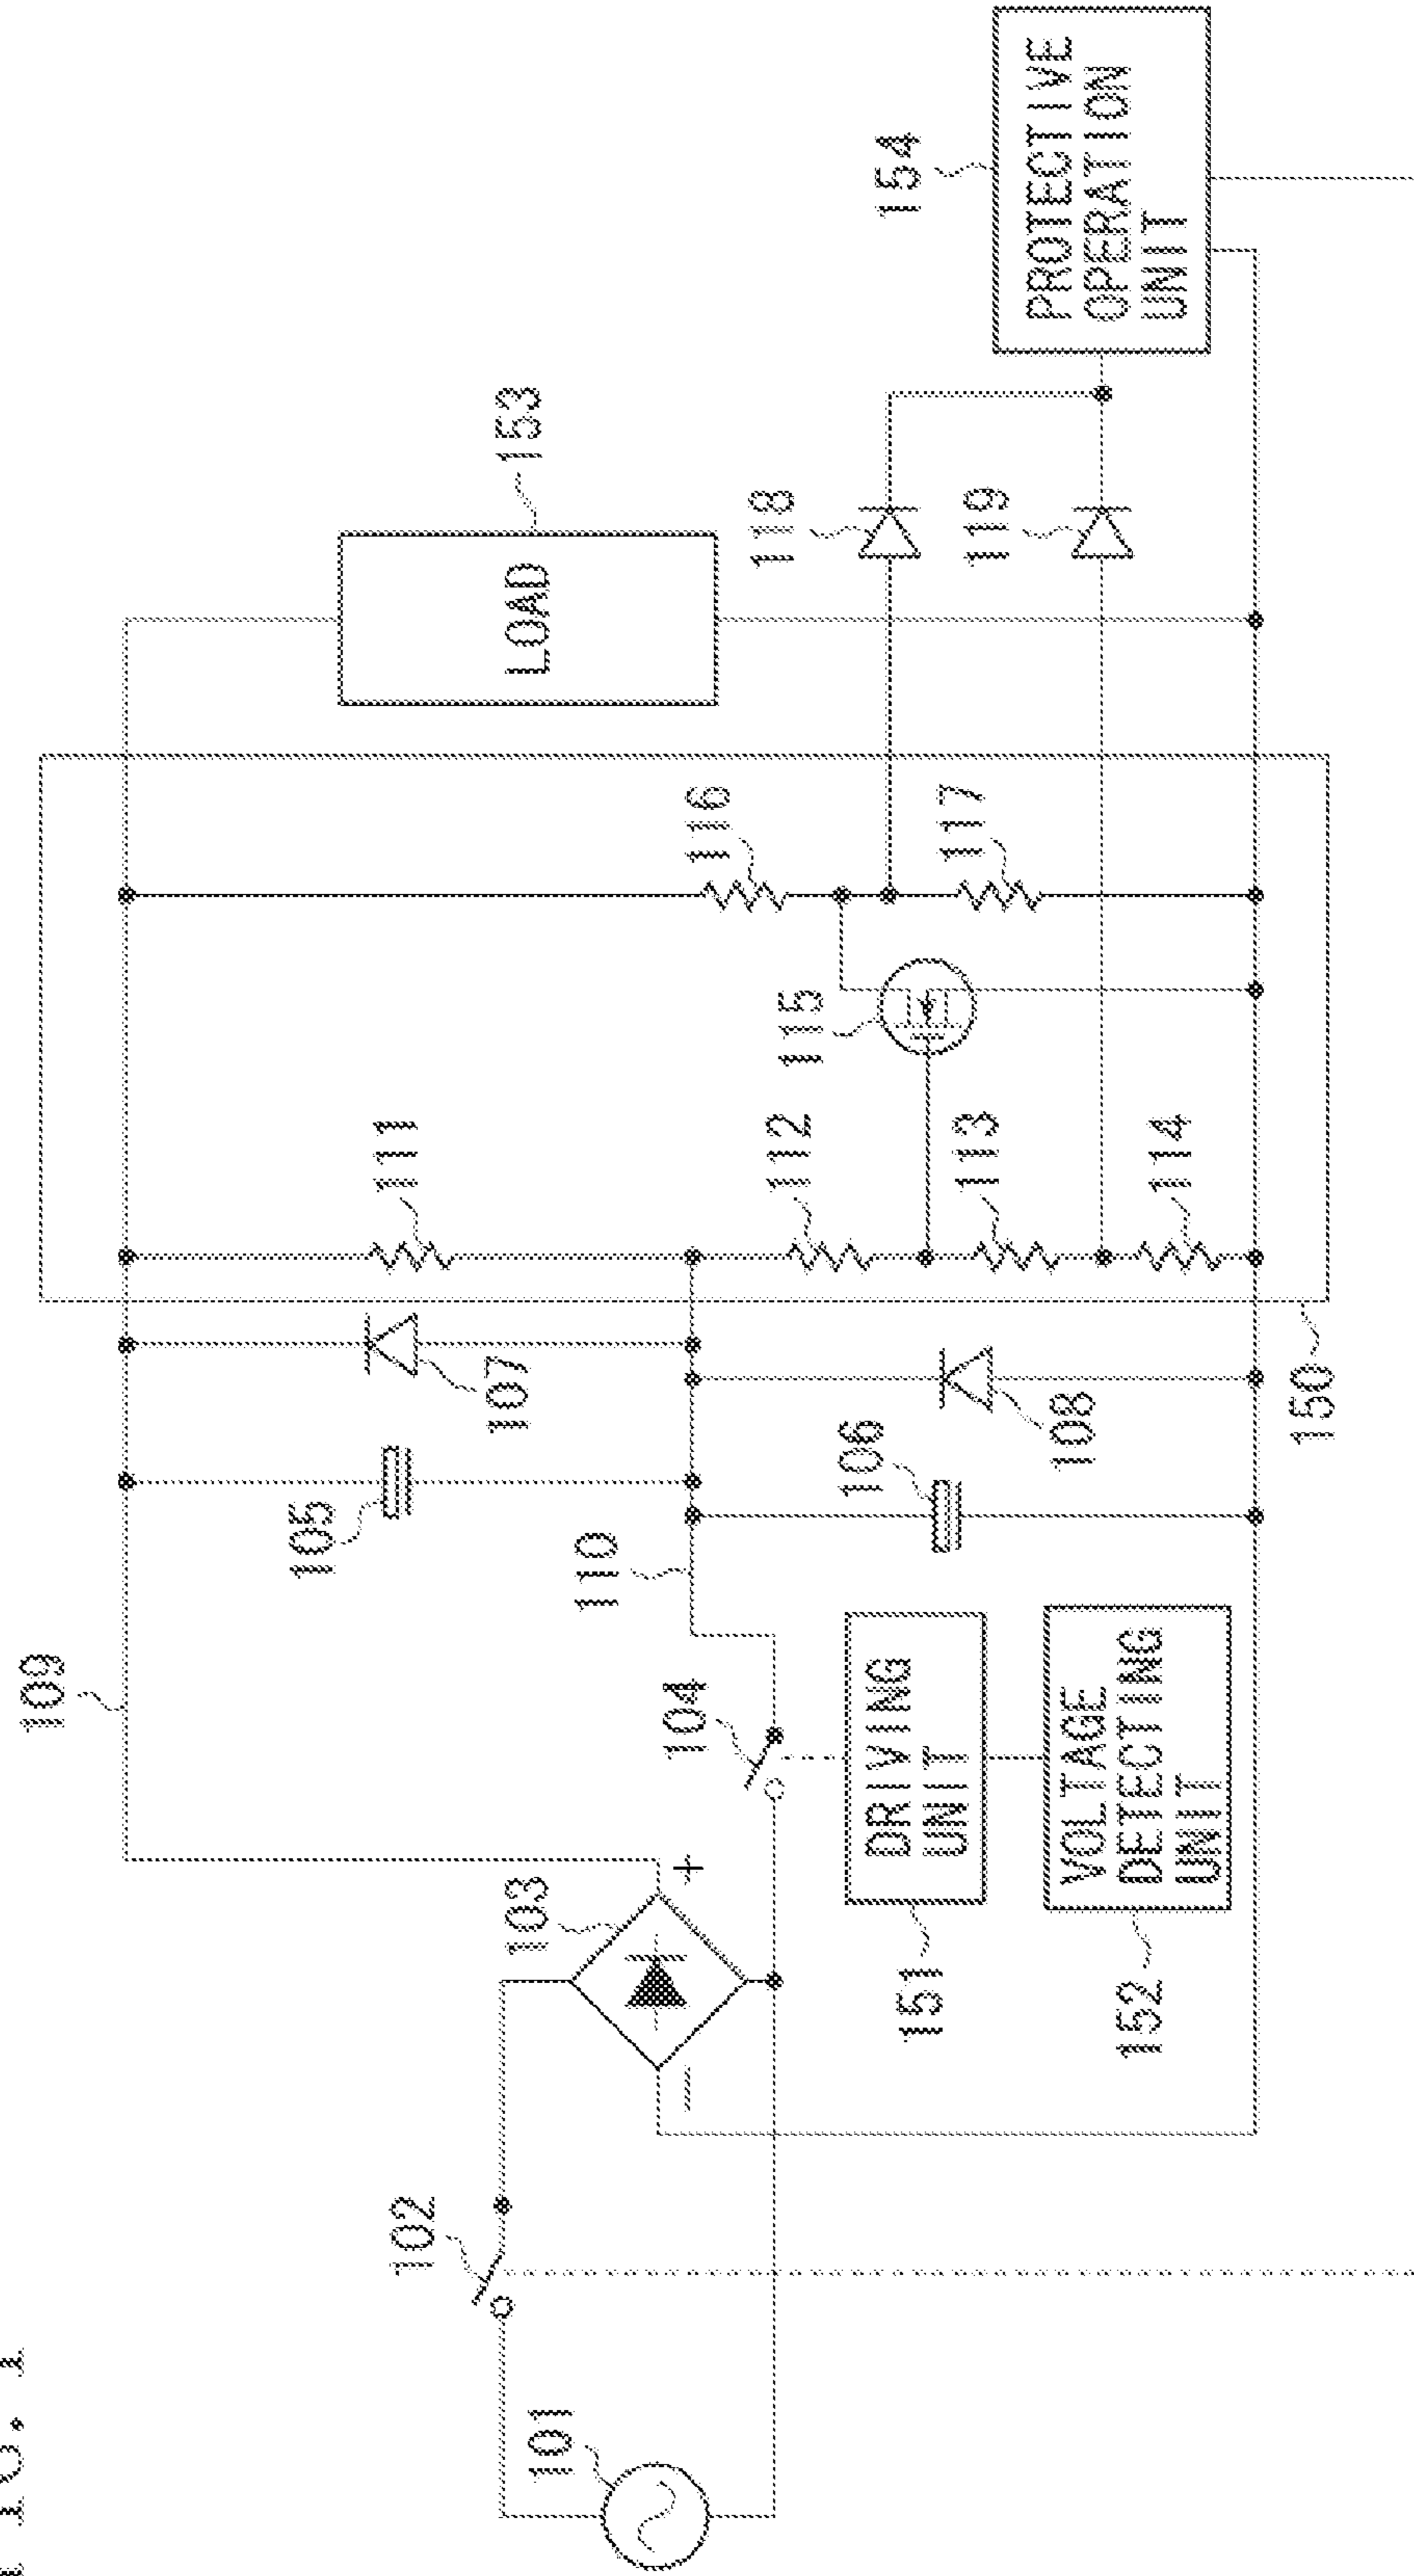 FIG. 1
101
102
103
+
−
109
104
110
105
107
111
106
108
150
DRIVING
UNIT
151
VOLTAGE
DETECTING
UNIT
152
112
113
114
115
116
117
LOAD
153
118
119
154
PROTECTIVE
OPERATION
UNIT